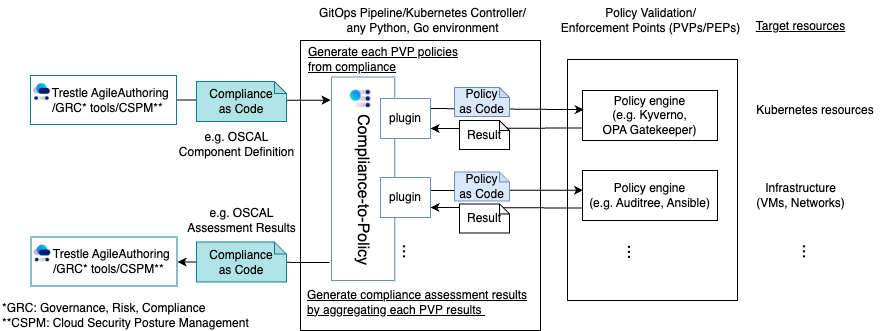 GitOps Pipeline/Kubernetes Controller/
any Python, Go environment
Policy Validation/
Enforcement Points (PVPs/PEPs)
Target resources
Generate each PVP policies
from compliance
Trestle AgileAuthoring
/GRC* tools/CSPM**
Compliance
as Code
e.g. OSCAL
Component Definition
Compliance-to-Policy
plugin
Policy
as Code
Result
Policy engine
(e.g. Kyverno,
OPA Gatekeeper)
Kubernetes resources
plugin
Policy
as Code
Result
Policy engine
(e.g. Auditree, Ansible)
Infrastructure
(VMs, Networks)
e.g. OSCAL
Assessment Results
Trestle AgileAuthoring
/GRC* tools/CSPM**
Compliance
as Code
Generate compliance assessment results
by aggregating each PVP results
*GRC: Governance, Risk, Compliance
**CSPM: Cloud Security Posture Management